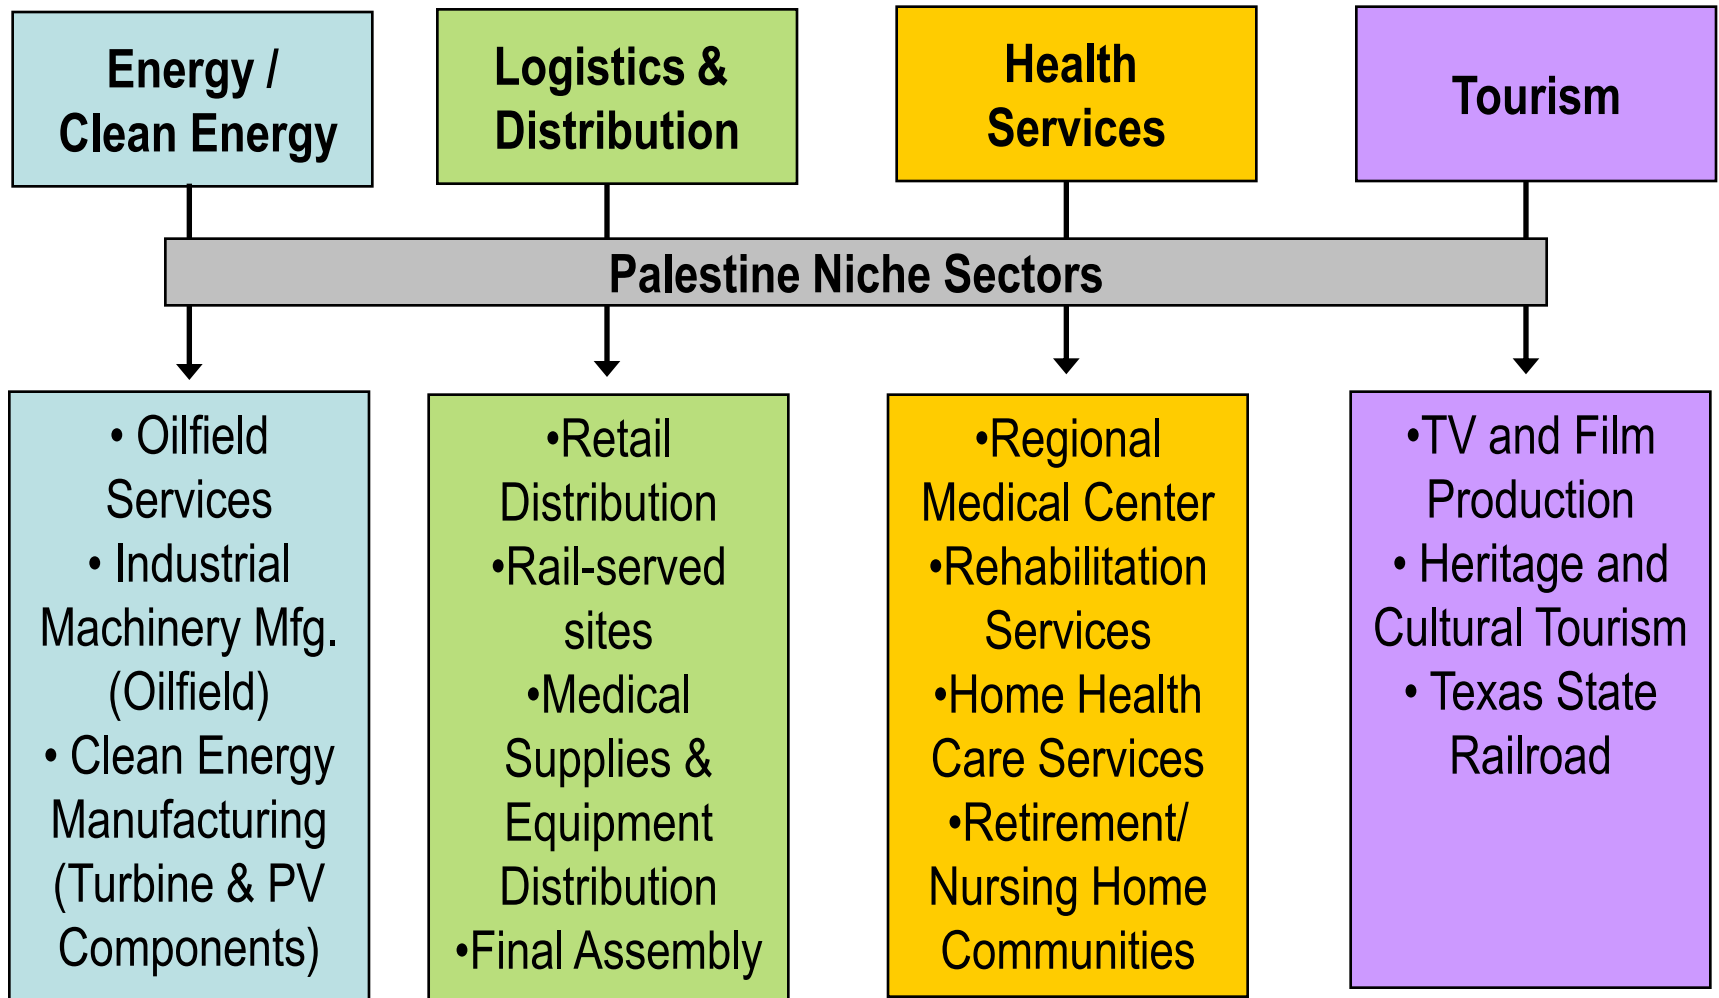 Energy /
Clean Energy
Logistics &
Distribution
Health
Services
Tourism
Palestine Niche Sectors
• Oilfield
Services
• Industrial
Machinery Mfg.
(Oilfield)
• Clean Energy
Manufacturing
(Turbine & PV
Components)
•Retail
Distribution
•Rail-served
sites
•Medical
Supplies &
Equipment
Distribution
•Final Assembly
•Regional
Medical Center
•Rehabilitation
Services
•Home Health
Care Services
•Retirement/
Nursing Home
Communities
•TV and Film
Production
• Heritage and
Cultural Tourism
• Texas State
Railroad